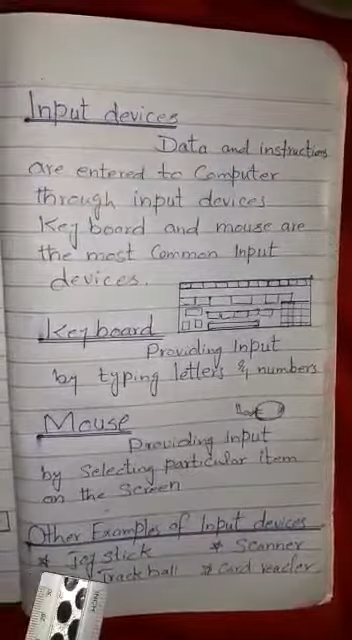 Input devices
Data and instructions
are entered to Computer
through input devices
Keyboard and mouse are
the most Common Input
devices.
Keyboard
Providing Input
by typing letters & numbers
Mouse
Providing Input
by Selecting particular item
on the Screen
Other Examples of Input devices
* Joy stick * Scanner
Track ball * Card reader